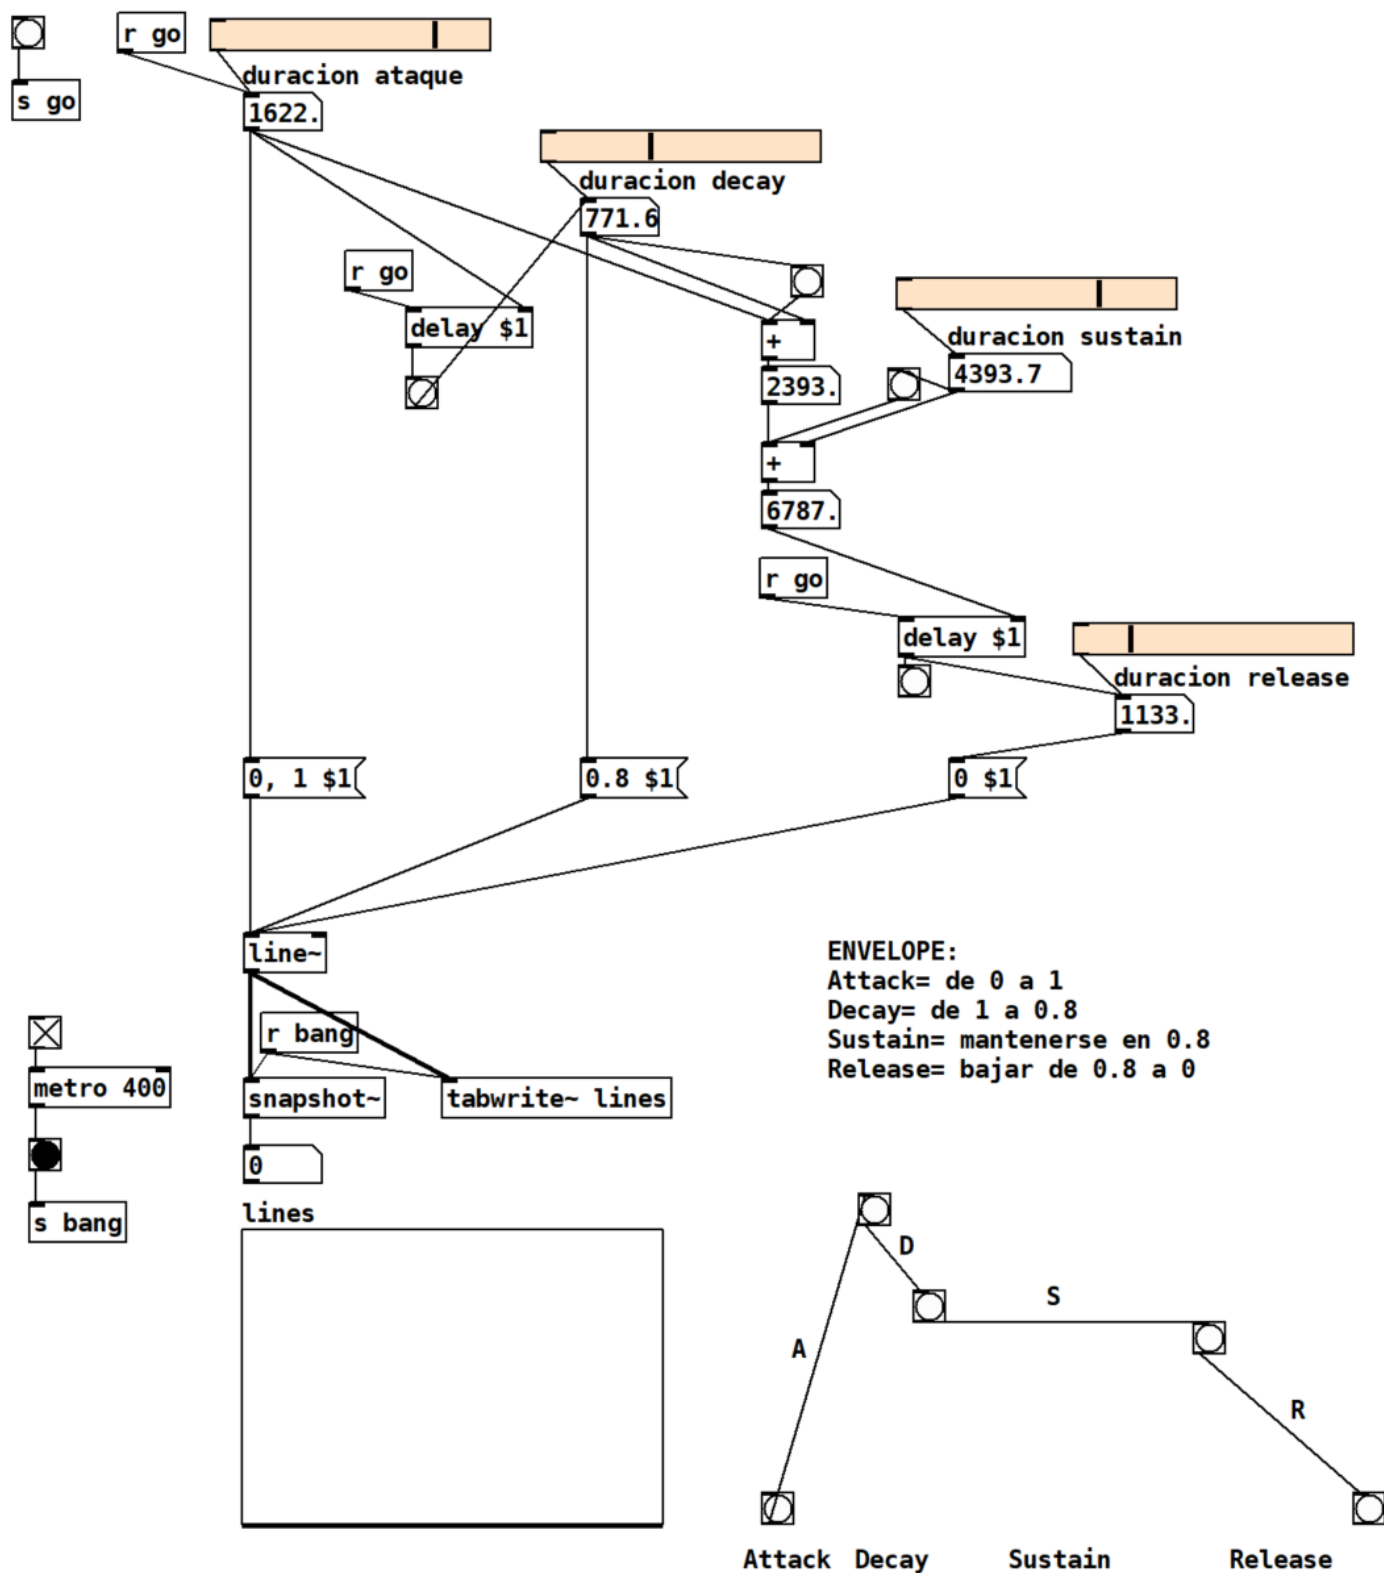 r go
s go
duracion ataque
1622.
duracion decay
771.6
r go
delay $1
+
2393.
duracion sustain
4393.7
+
6787.
r go
delay $1
duracion release
1133.
0, 1 $1
0.8 $1
0 $1
line~
r bang
snapshot~
tabwrite~ lines
0
metro 400
s bang
lines
ENVELOPE:
Attack= de 0 a 1
Decay= de 1 a 0.8
Sustain= mantenerse en 0.8
Release= bajar de 0.8 a 0
D
S
A
R
Attack
Decay
Sustain
Release